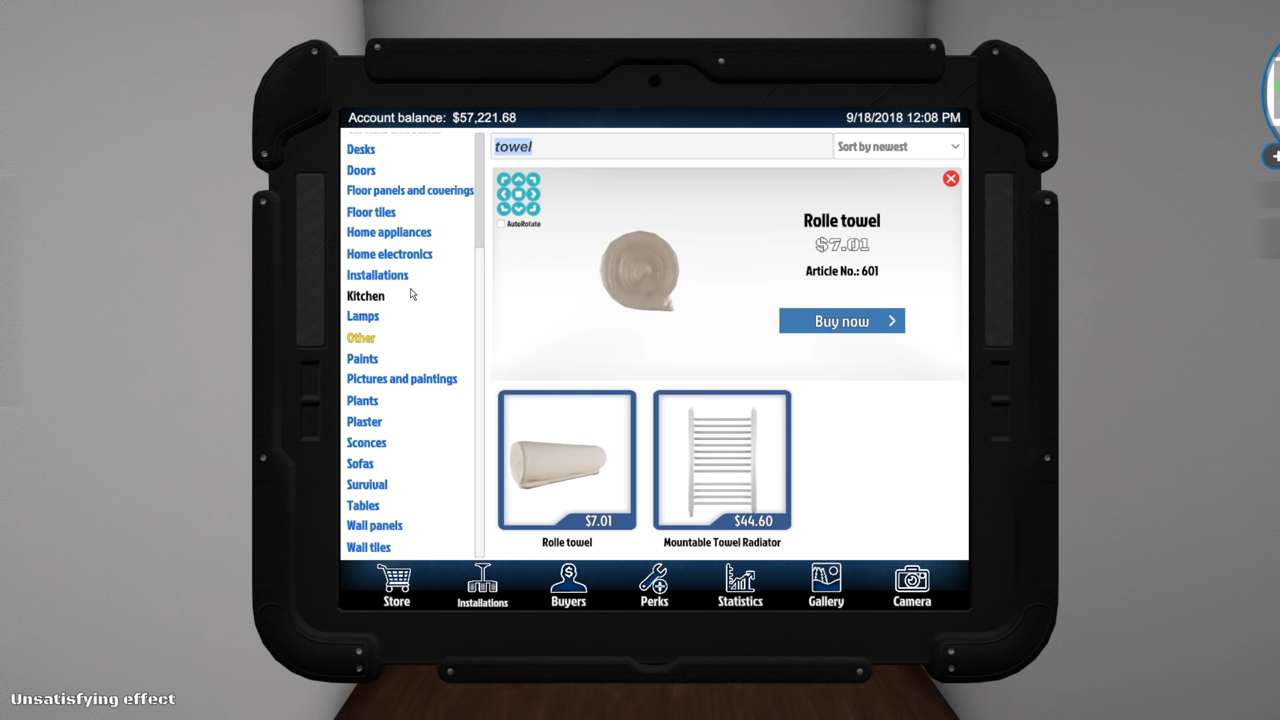 Account balance: $57,221.68
9/18/2018 12:08 PM
Desks
Doors
Floor panels and coverings
Floor tiles
Home appliances
Home electronics
Installations
Kitchen
Lamps
Other
Paints
Pictures and paintings
Plants
Plaster
Sconces
Sofas
Survival
Tables
Wall panels
Wall tiles
towel
Sort by newest
AutoRotate
Rolle towel
$7.01
Article No.: 601
Buy now
$7.01
Rolle towel
$44.60
Mountable Towel Radiator
Store
Installations
Buyers
Perks
Statistics
Gallery
Camera
Unsatisfying effect